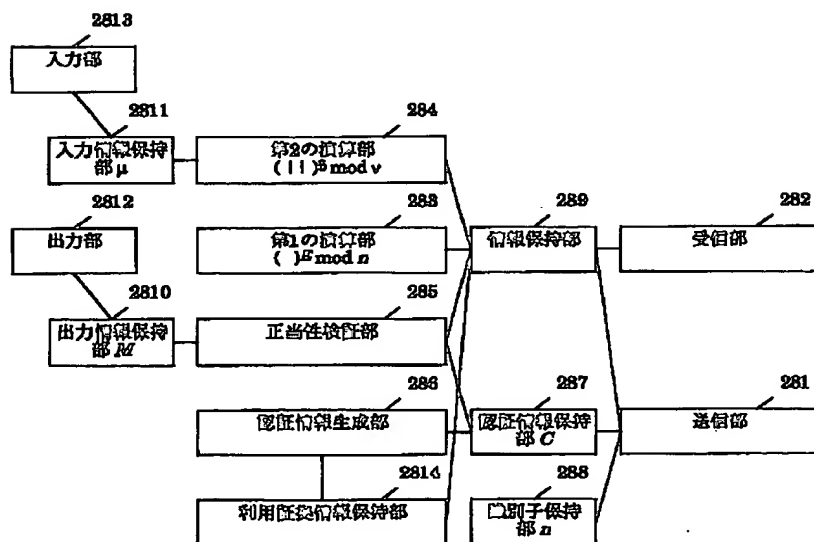 2813
入力部
2811
284
入力情報保持
部 μ
第2の演算部
( | | )ᵟ mod ν
2812
283
289
282
出力部
第1の演算部
( )E mod n
情報保持部
受信部
2810
285
出力情報保持
部 M
正当性検証部
286
287
281
認証情報生成部
認証情報保持
部 C
送信部
2814
288
利用証拠情報保持部
識別子保持
部 n